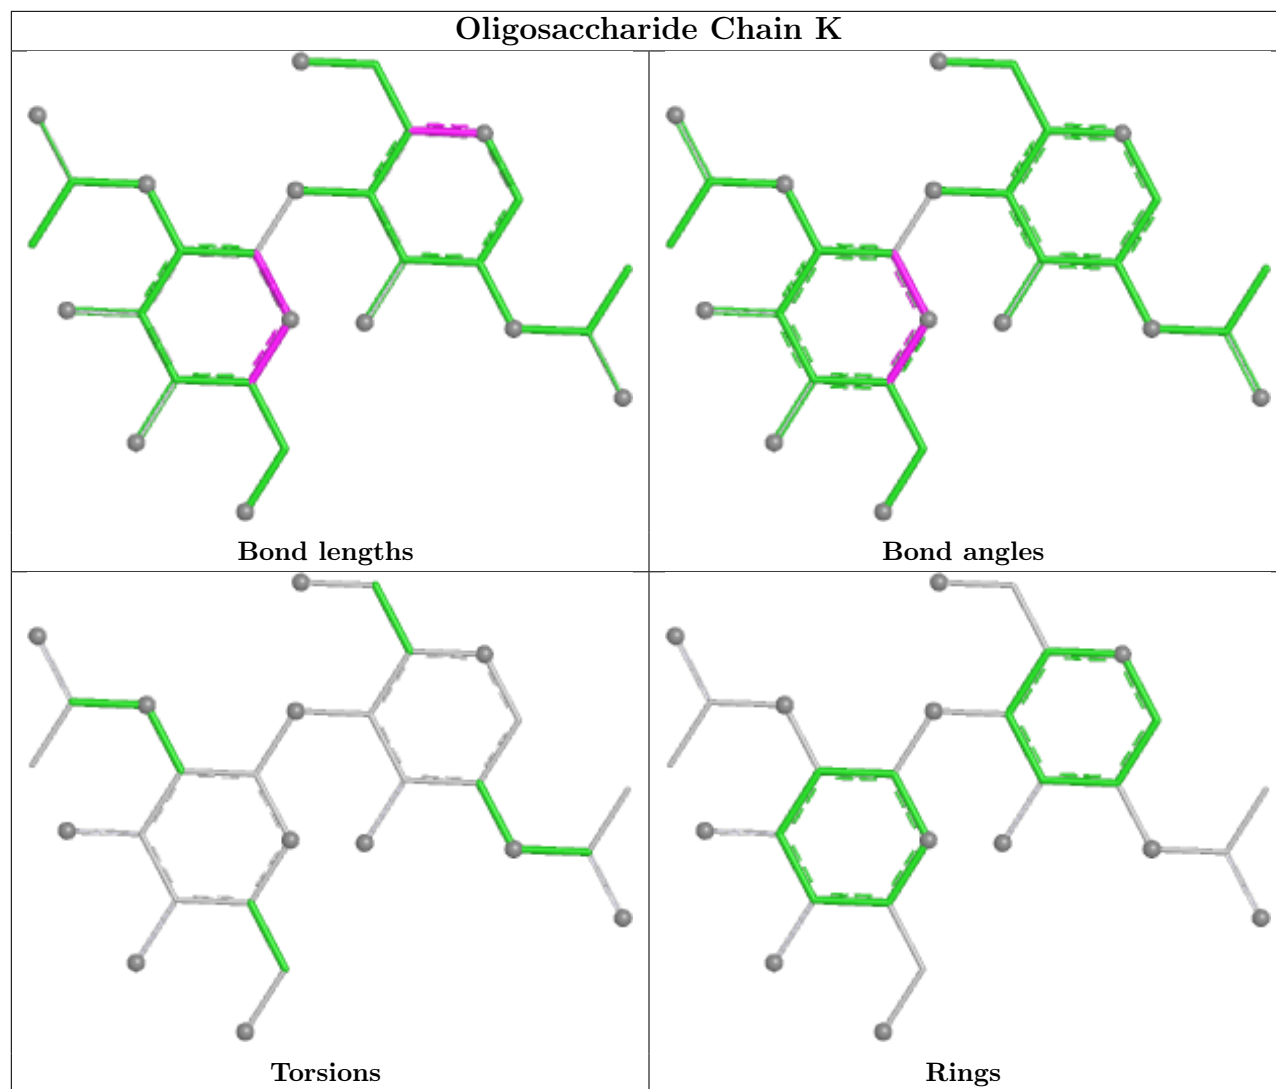 Oligosaccharide Chain K
Bond lengths
Bond angles
Torsions
Rings